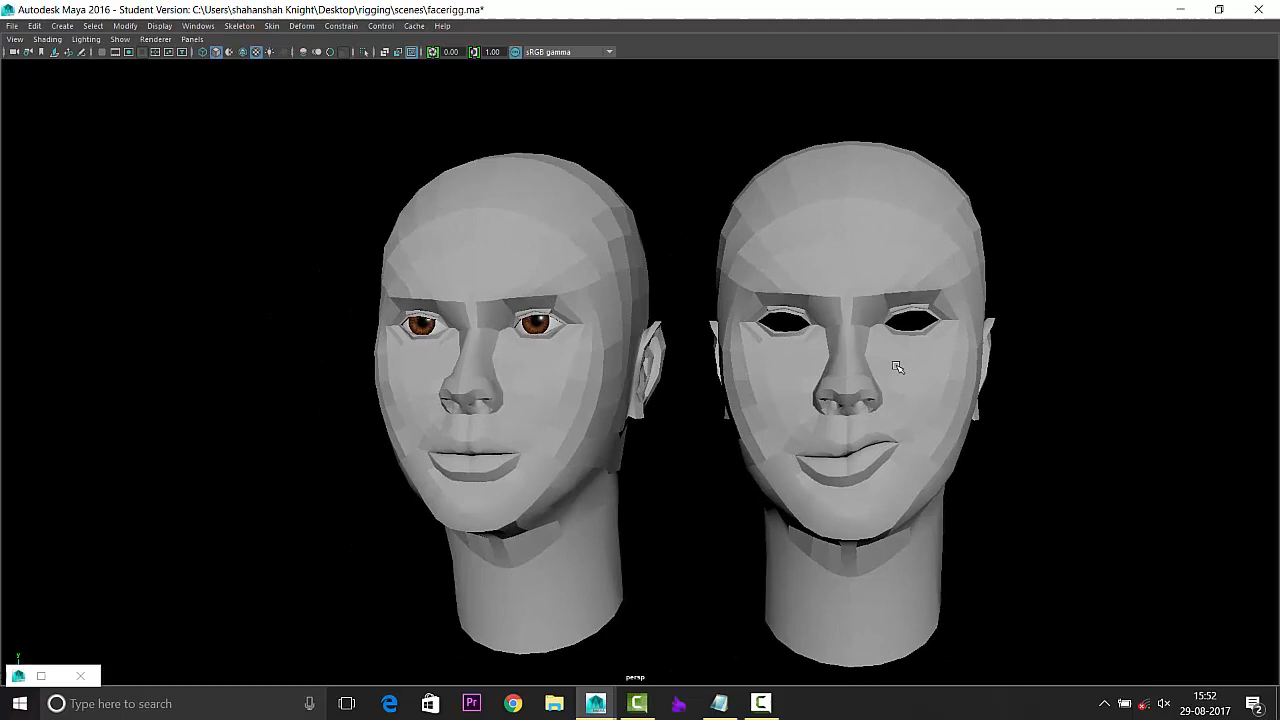 Autodesk Maya 2016 - Student Version: C:\Users\shahanshah Knight\Desktop\rigging\scenes\facerigg.ma*
File Edit Create Select Modify Display Windows Skeleton Skin Deform Constrain Control Cache Help
View Shading Lighting Show Renderer Panels
0.00 1.00 sRGB gamma
y
persp
Type here to search
Pr
15:52
29-08-2017
2